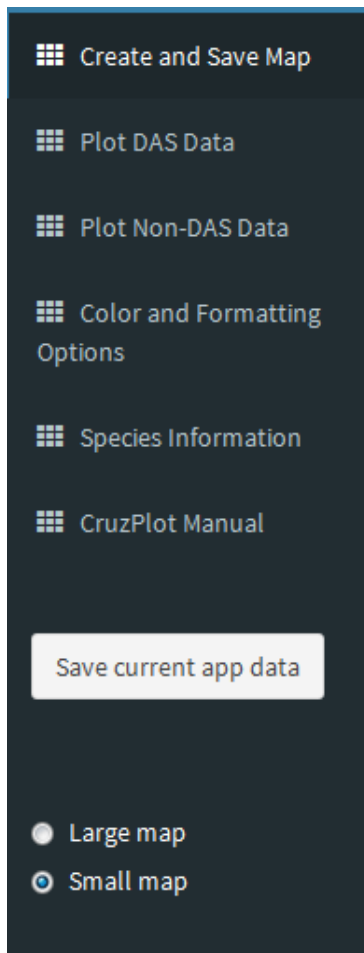 Create and Save Map
Plot DAS Data
Plot Non-DAS Data
Color and Formatting
Options
Species Information
CruzPlot Manual
Save current app data
Large map
Small map